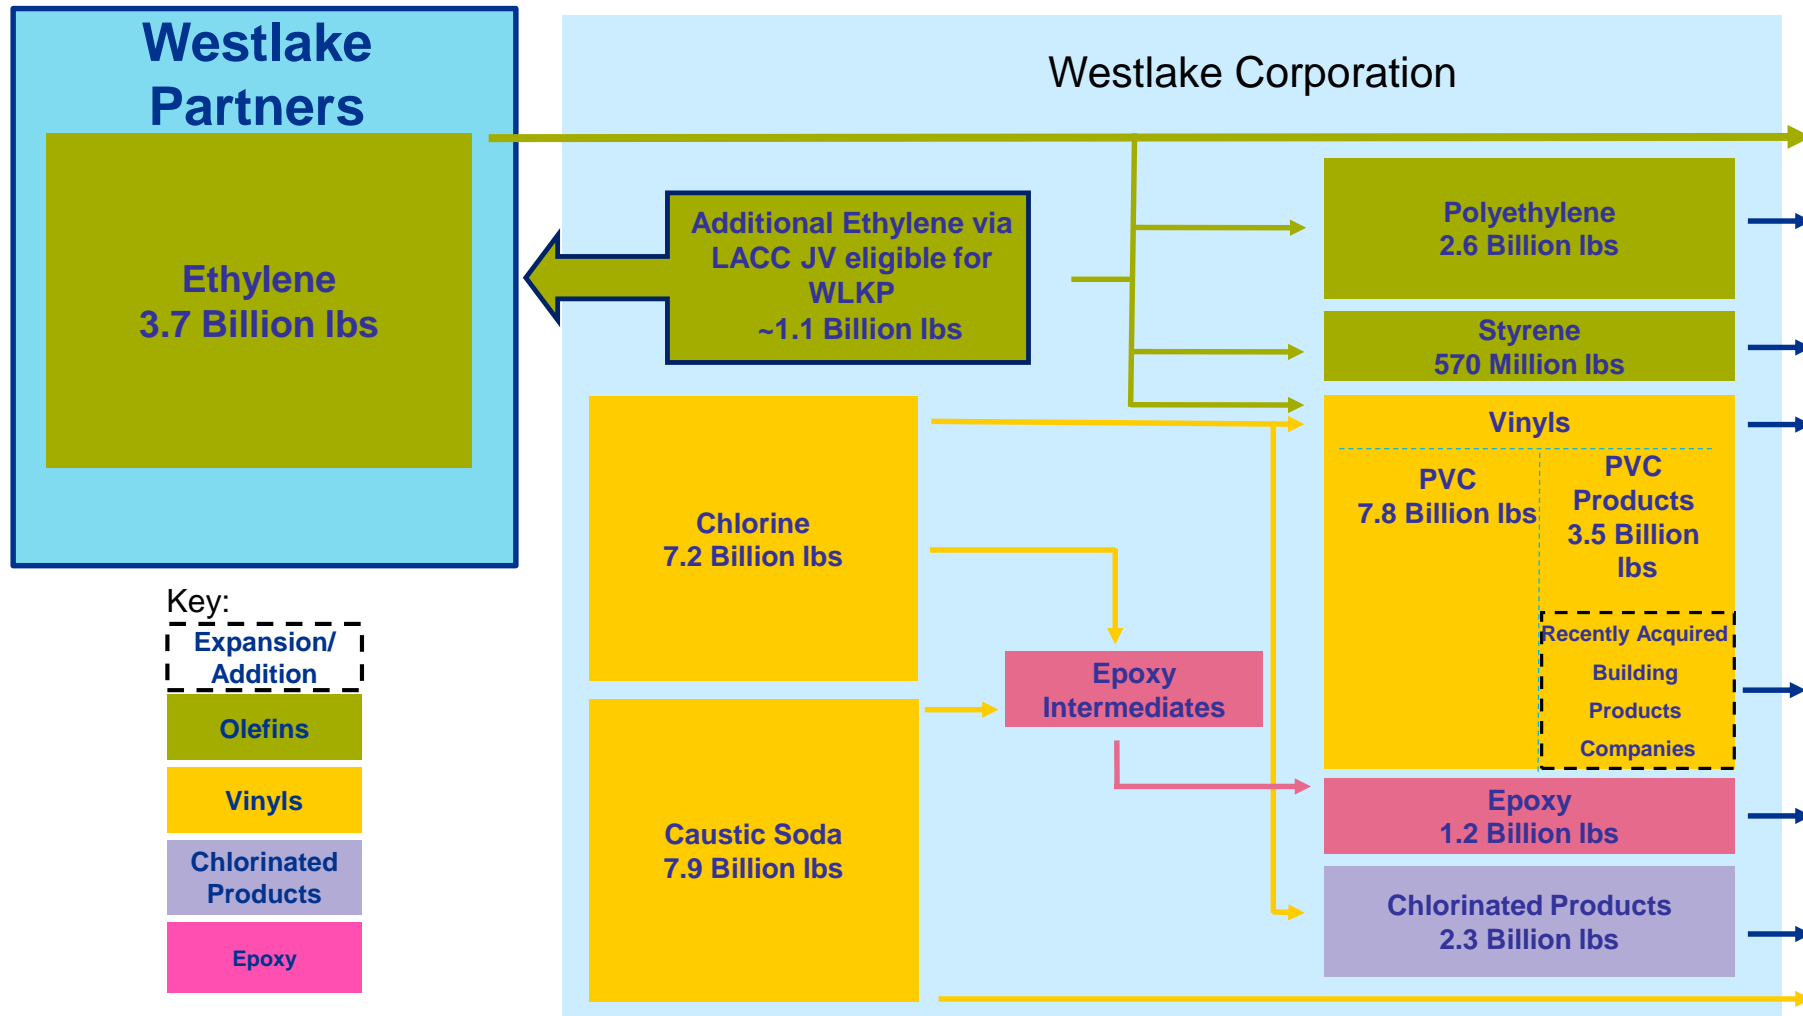 Westlake
Partners
Ethylene
3.7 Billion lbs
Westlake Corporation
Additional Ethylene via
LACC JV eligible for
WLKP
~1.1 Billion lbs
Polyethylene
2.6 Billion lbs
Styrene
570 Million lbs
Vinyls
PVC
7.8 Billion lbs
PVC
Products
3.5 Billion
lbs
Recently Acquired
Building
Products
Companies
Chlorine
7.2 Billion lbs
Epoxy
Intermediates
Caustic Soda
7.9 Billion lbs
Epoxy
1.2 Billion lbs
Chlorinated Products
2.3 Billion lbs
Key:
Expansion/
Addition
Olefins
Vinyls
Chlorinated
Products
Epoxy